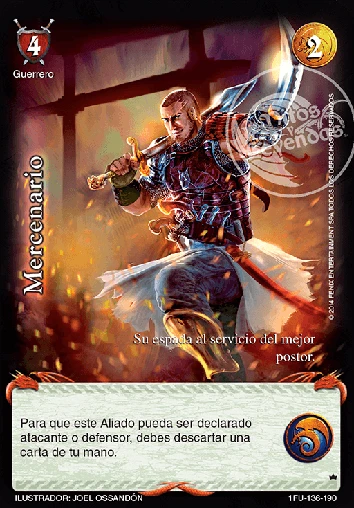 4
2
Guerrero
Mercenario
Su espada al servicio del mejor
postor.
Para que este Aliado pueda ser declarado
atacante o defensor, debes descartar una
carta de tu mano.
ILUSTRADOR: JOEL OSSANDÓN
1FU-136-190